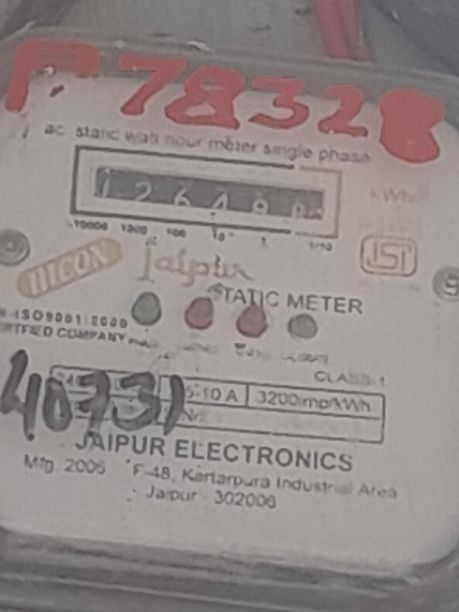 P 78328
ac static watt hour meter single phase
1 2 6 4 9
kWh
10000 1000 100 10 1 1/10
HICON Jaipur
ISI
STATIC METER
ISO9001:2000
CERTIFIED COMPANY
CLASS-1
5-10 A 3200imp/kWh
40731 No.
JAIPUR ELECTRONICS
Mfg. 2006 F-48, Kartarpura Industrial Area
Jaipur - 302006